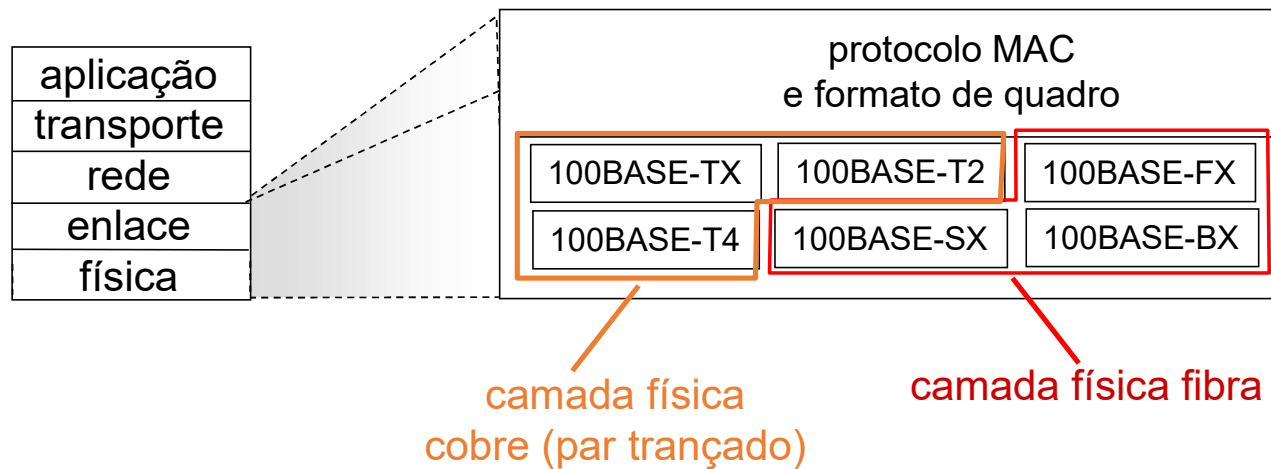 aplicação
transporte
rede
enlace
física
protocolo MAC
e formato de quadro
100BASE-TX
100BASE-T2
100BASE-FX
100BASE-T4
100BASE-SX
100BASE-BX
camada física
cobre (par trançado)
camada física fibra